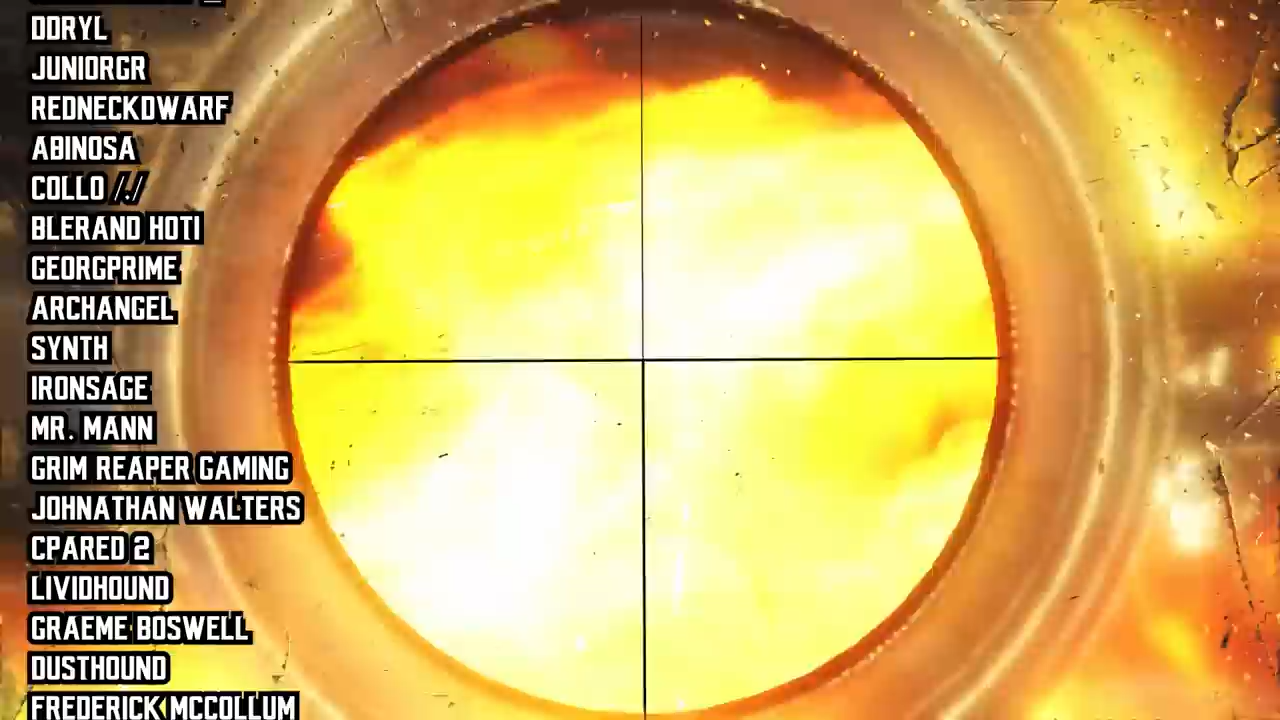 DDRYL
JUNIORGR
REDNECKDWARF
ABINOSA
COLLO /./
BLERAND HOTI
GEORGPRIME
ARCHANGEL
SYNTH
IRONSAGE
MR. MANN
GRIM REAPER GAMING
JOHNATHAN WALTERS
CPARED 2
LIVIDHOUND
GRAEME BOSWELL
DUSTHOUND
FREDERICK MCCOLLUM